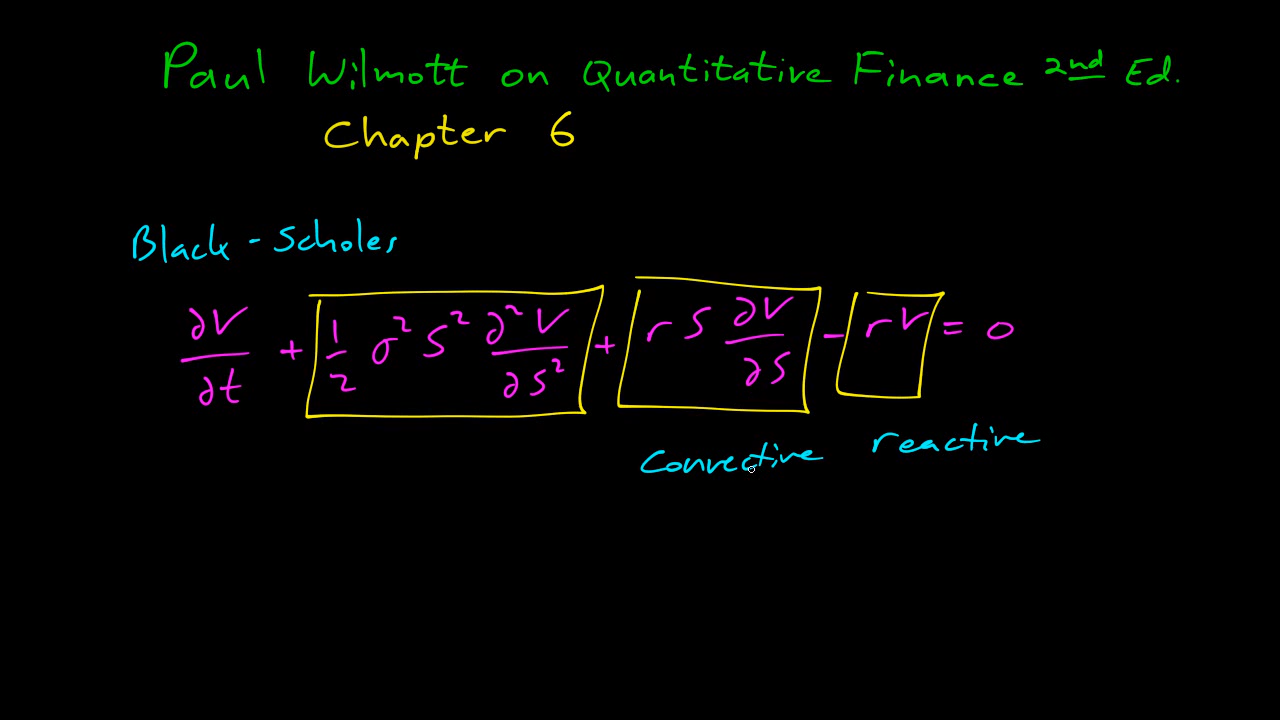 Paul Wilmott on Quantitative Finance 2nd Ed.
Chapter 6
Black - Scholes
∂V/∂t + 1/2 σ² S² ∂²V/∂S² + r S ∂V/∂S - r V = 0
convective reactive